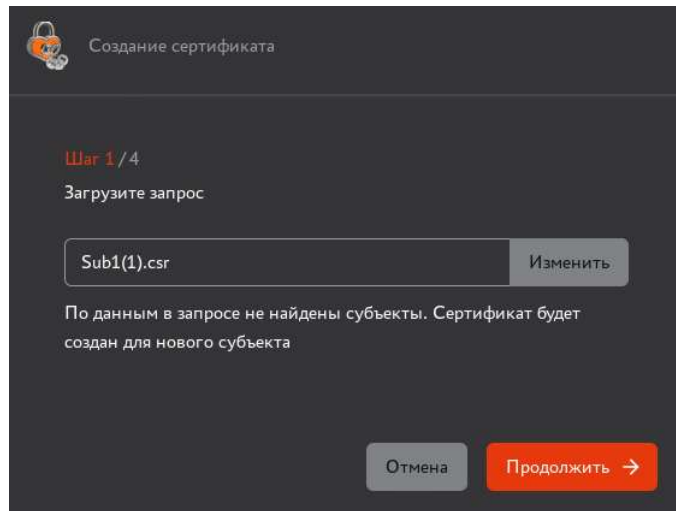 Создание сертификата
Шаг 1 / 4
Загрузите запрос
Sub1(1).csr
Изменить
По данным в запросе не найдены субъекты. Сертификат будет
создан для нового субъекта
Отмена
Продолжить →